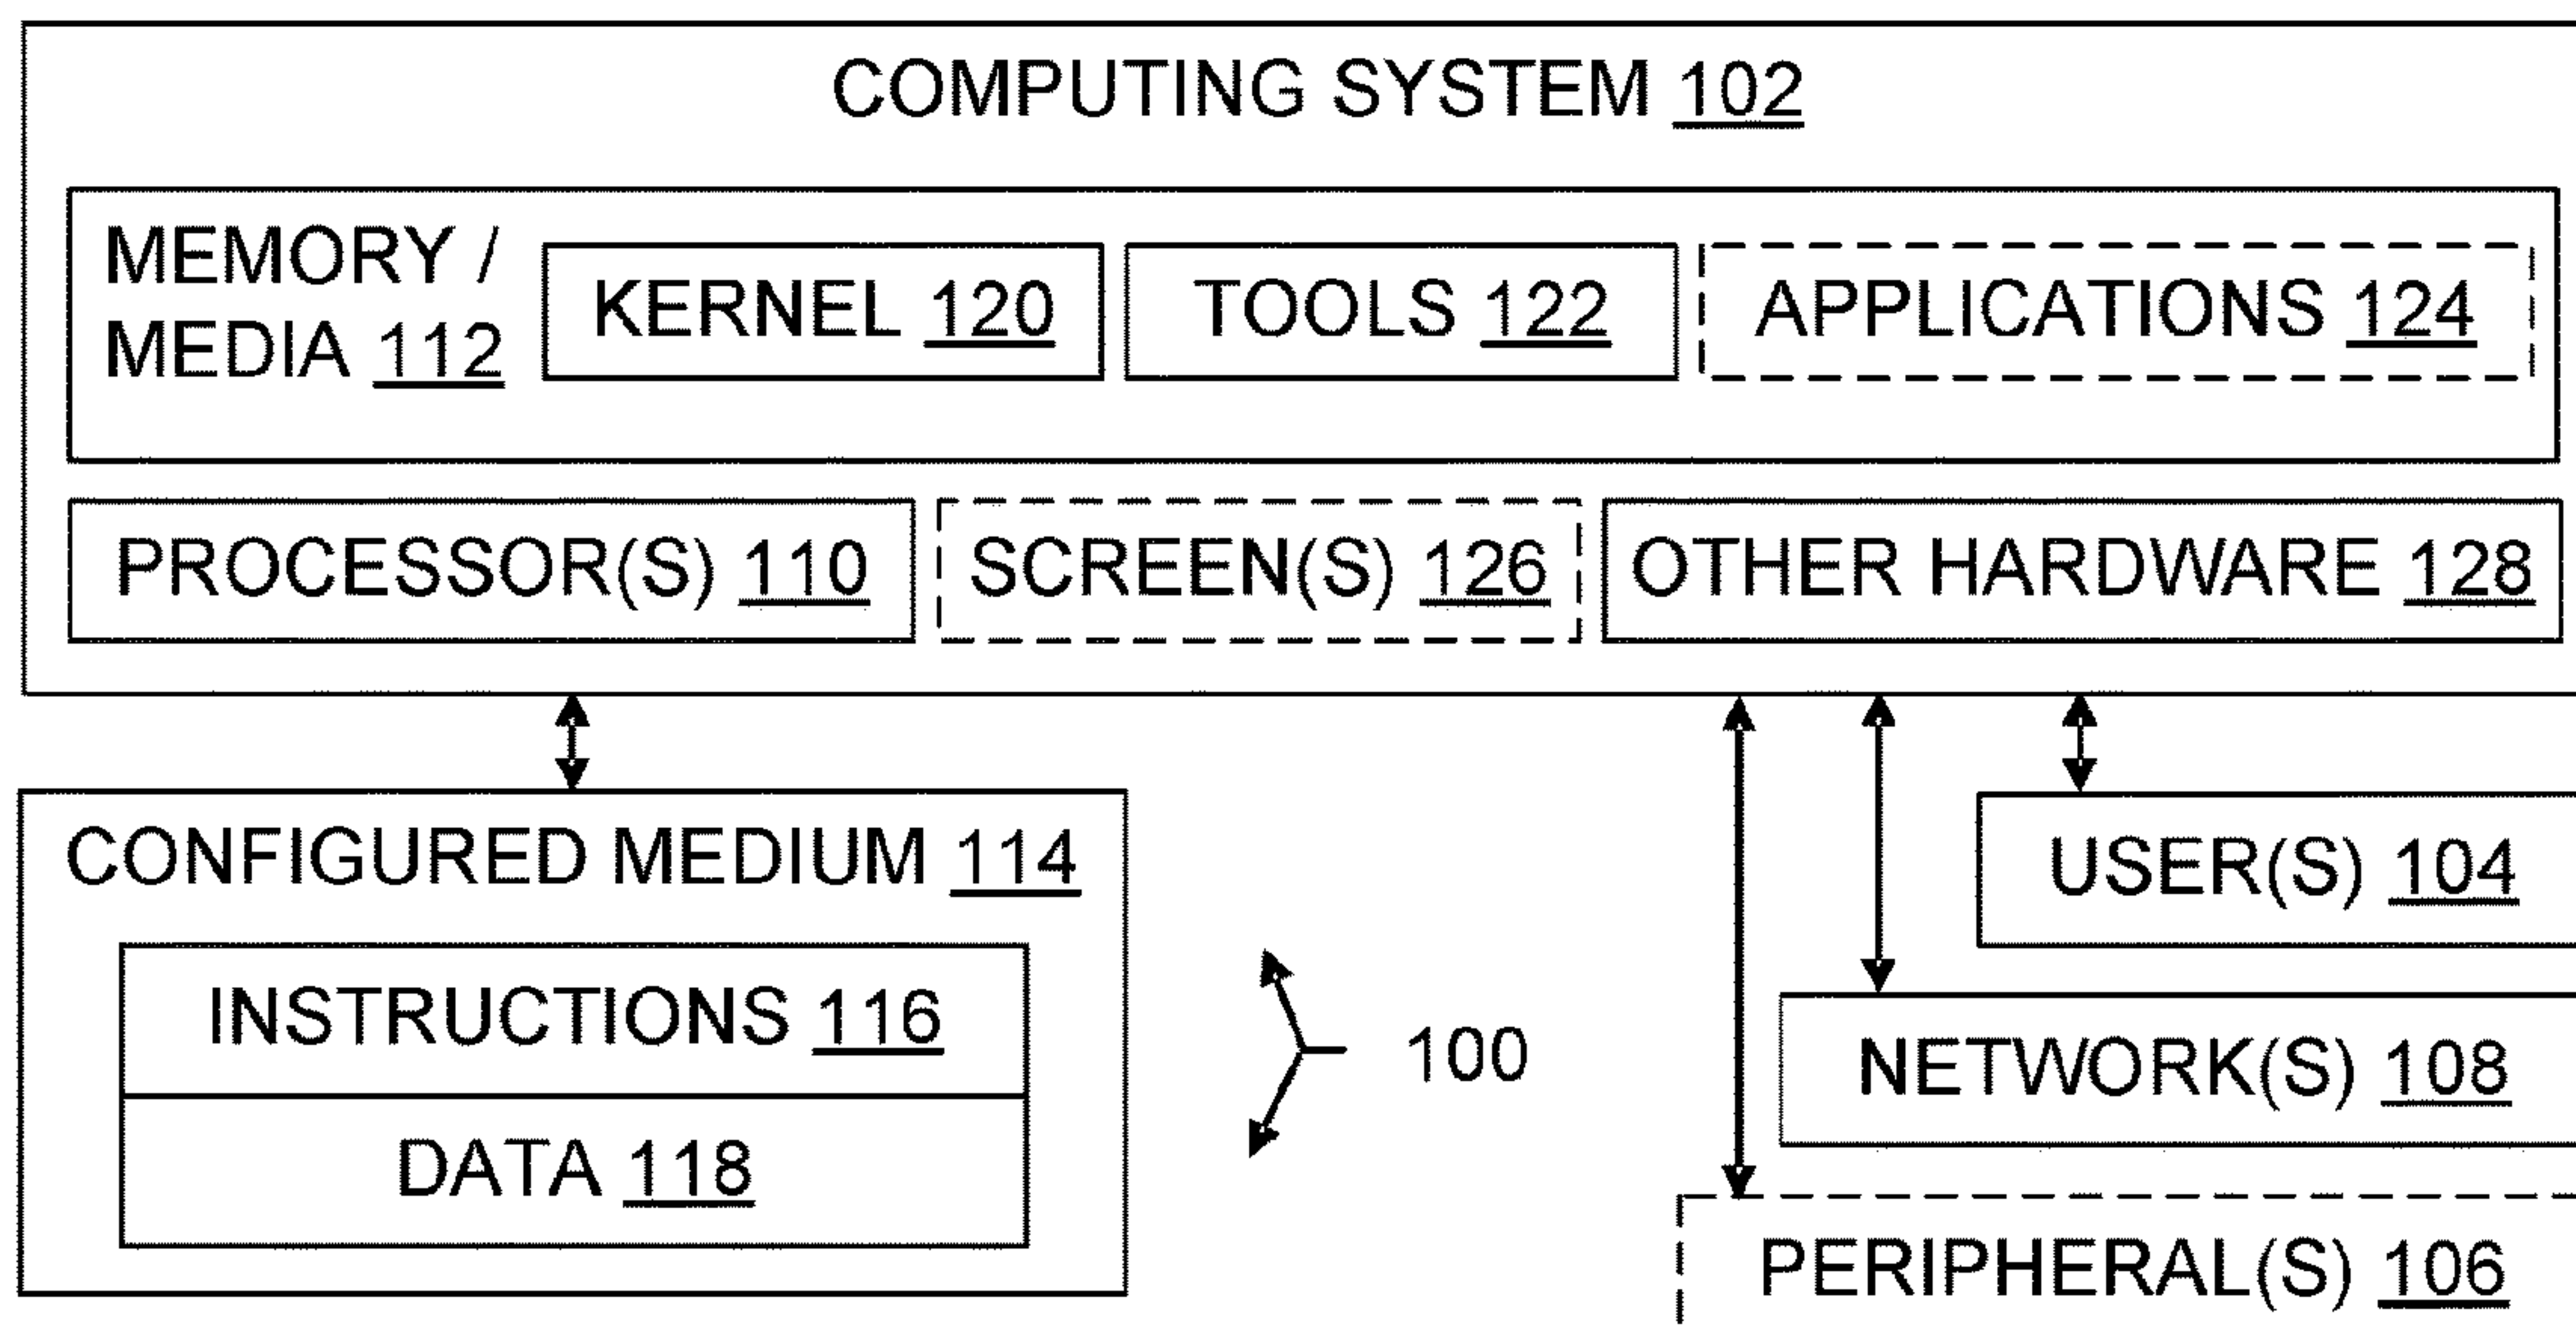 COMPUTING SYSTEM 102
MEMORY /
MEDIA 112
KERNEL 120
TOOLS 122
APPLICATIONS 124
PROCESSOR(S) 110
SCREEN(S) 126
OTHER HARDWARE 128
CONFIGURED MEDIUM 114
INSTRUCTIONS 116
DATA 118
100
USER(S) 104
NETWORK(S) 108
PERIPHERAL(S) 106